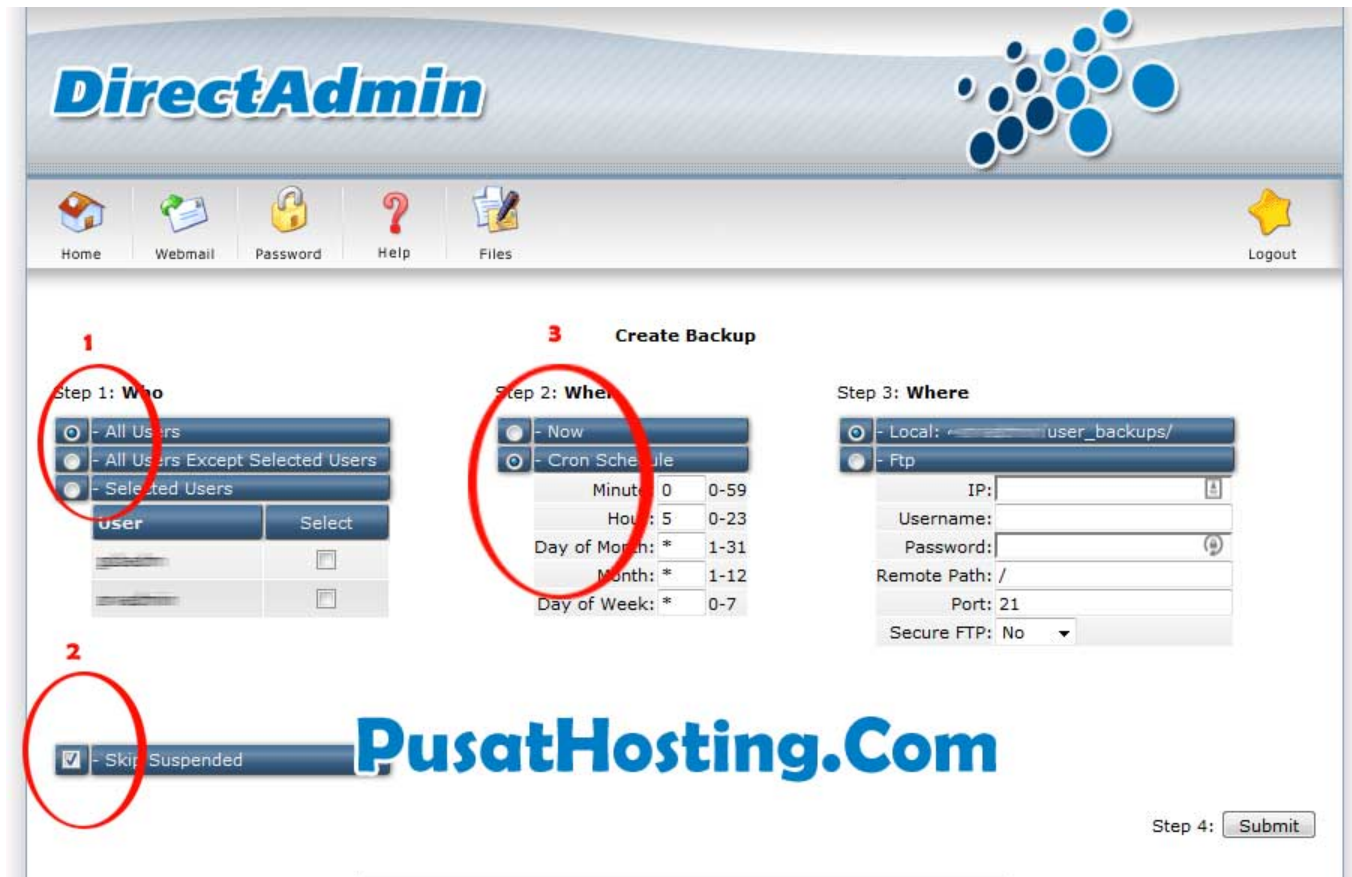 DirectAdmin
Home Webmail Password Help Files Logout
1
3 Create Backup
Step 1: Who
- All Users
- All Users Except Selected Users
- Selected Users
User Select
2
- Skip Suspended
Step 2: When
- Now
- Cron Schedule
Minute: 0 0-59
Hour: 5 0-23
Day of Month: * 1-31
Month: * 1-12
Day of Week: * 0-7
Step 3: Where
- Local: user_backups/
- Ftp
IP:
Username:
Password:
Remote Path: /
Port: 21
Secure FTP: No
PusatHosting.Com
Step 4: Submit